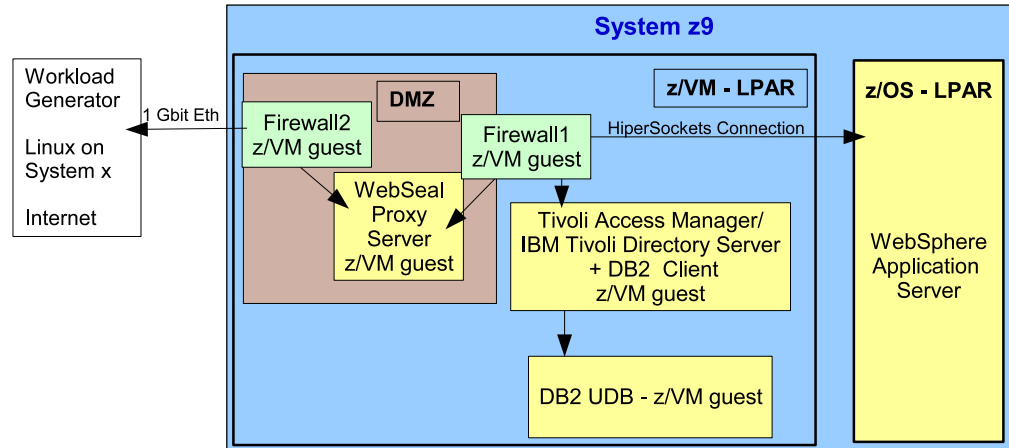 System z9
Workload
Generator
Linux on
System x
Internet
1 Gbit Eth
DMZ
Firewall2
z/VM guest
Firewall1
z/VM guest
WebSeal
Proxy
Server
z/VM guest
z/VM - LPAR
HiperSockets Connection
Tivoli Access Manager/
IBM Tivoli Directory Server
+ DB2 Client
z/VM guest
DB2 UDB - z/VM guest
z/OS - LPAR
WebSphere
Application
Server